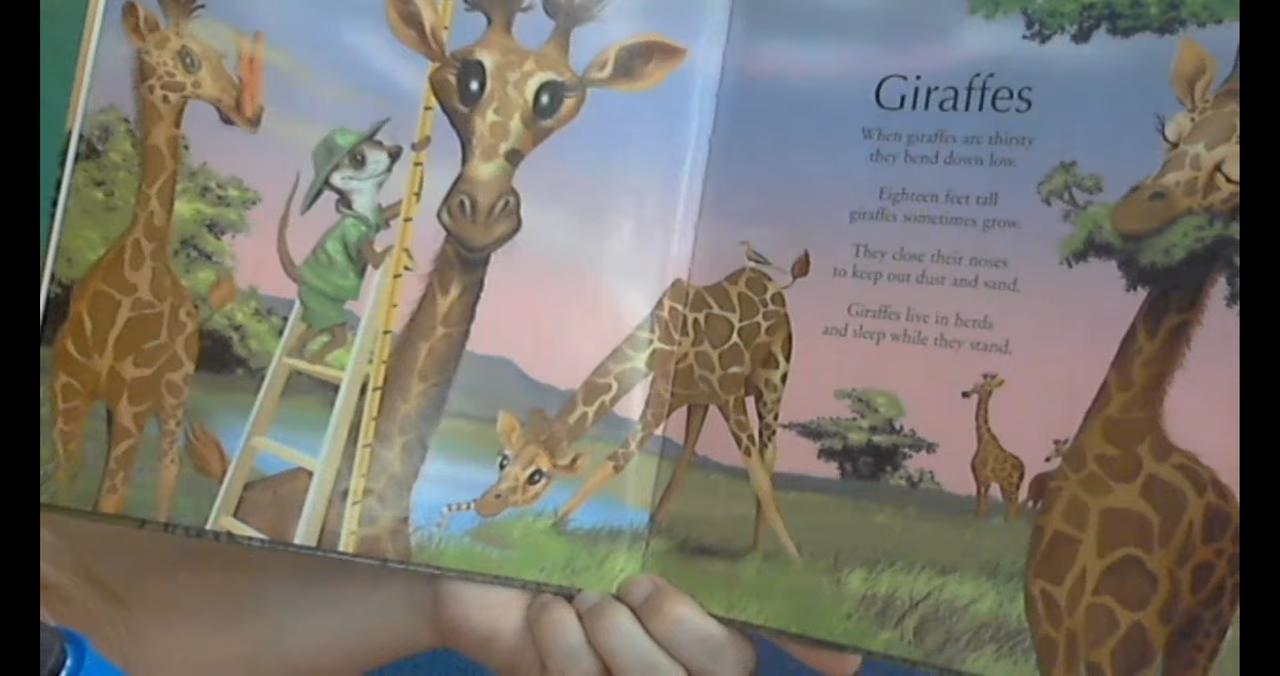 Giraffes
When giraffes are thirsty
they bend down low.
Eighteen feet tall
giraffes sometimes grow.
They close their noses
to keep out dust and sand.
Giraffes live in herds
and sleep while they stand.